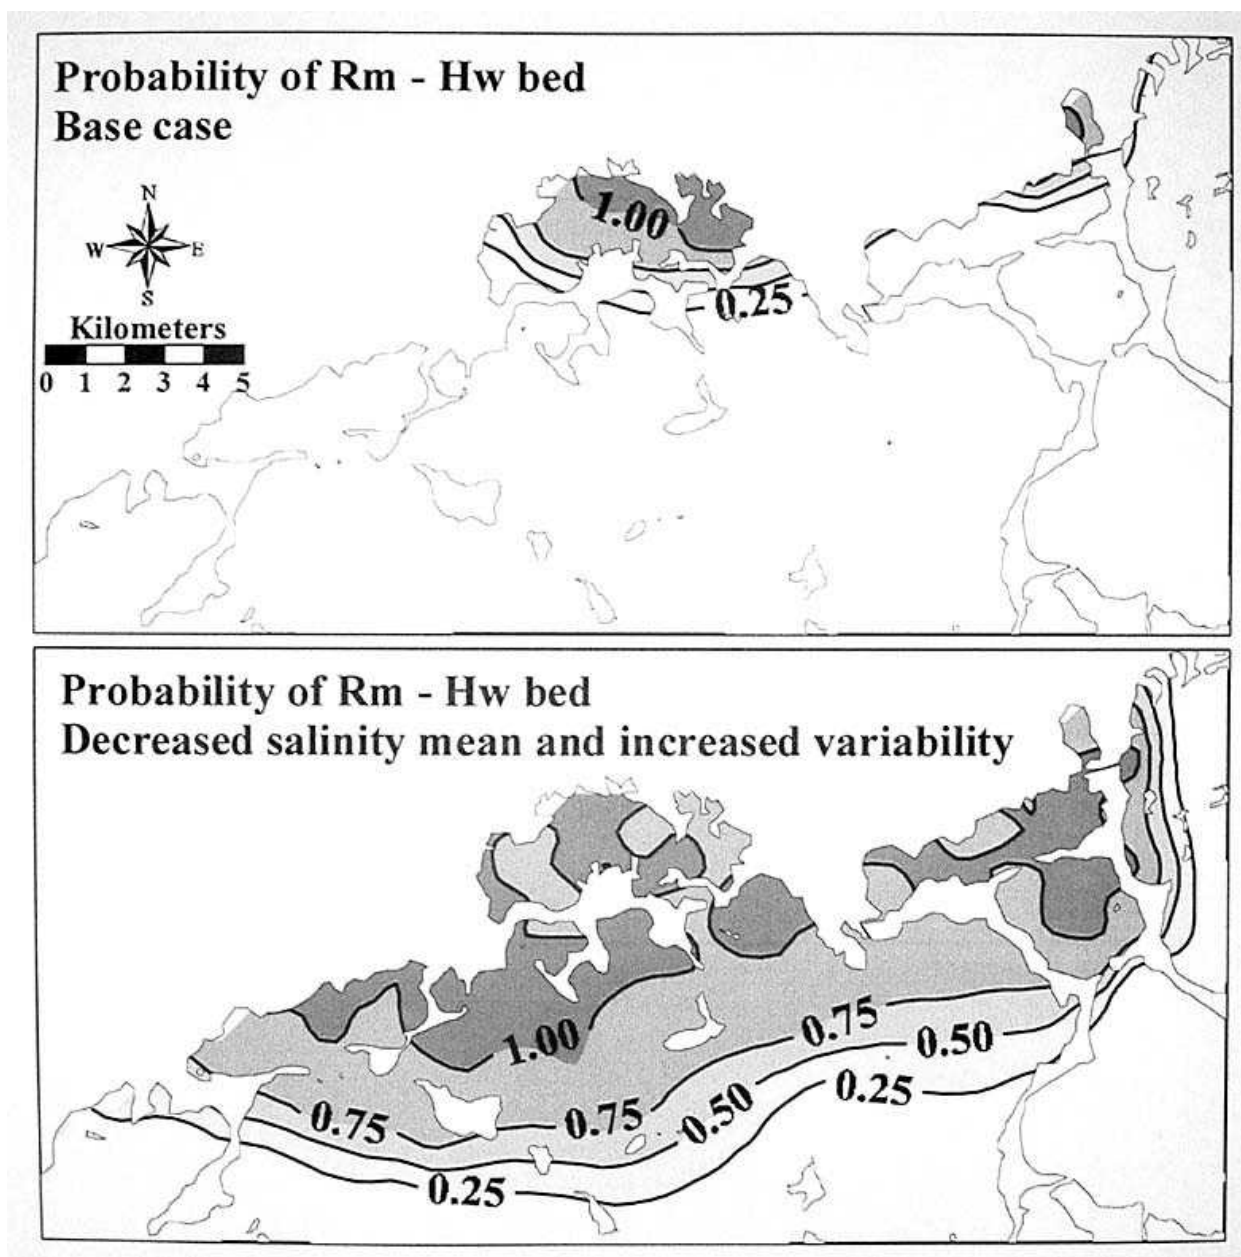 Probability of Rm - Hw bed
Base case
N
W E
S
Kilometers
0 1 2 3 4 5
1.00
0.25
Probability of Rm - Hw bed
Decreased salinity mean and increased variability
1.00
0.75
0.50
0.75
0.75
0.50
0.25
0.25